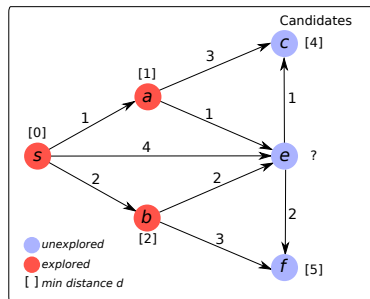 Candidates
c [4]
3
[1]
a
1
1
1
[0]
s
4
e ?
2
2
2
b
[2]
3
f [5]
unexplored
explored
[ ] min distance d